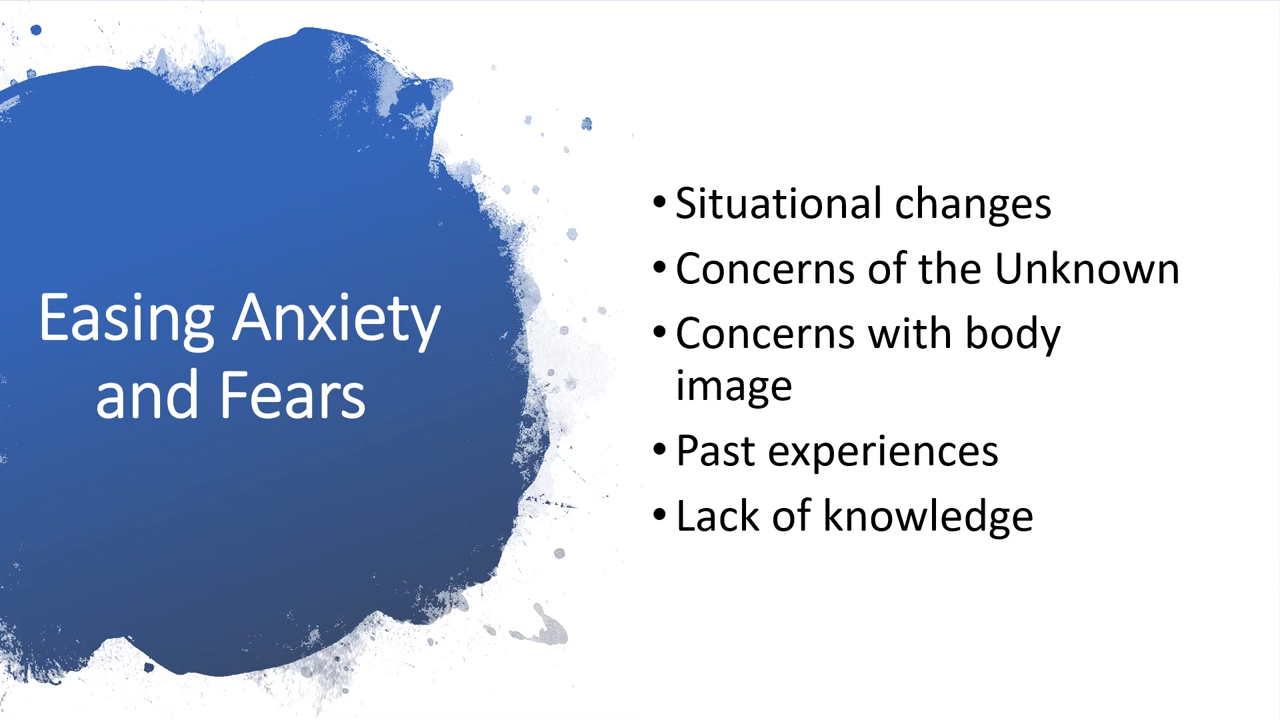 Easing Anxiety
and Fears
• Situational changes
• Concerns of the Unknown
• Concerns with body
image
• Past experiences
• Lack of knowledge